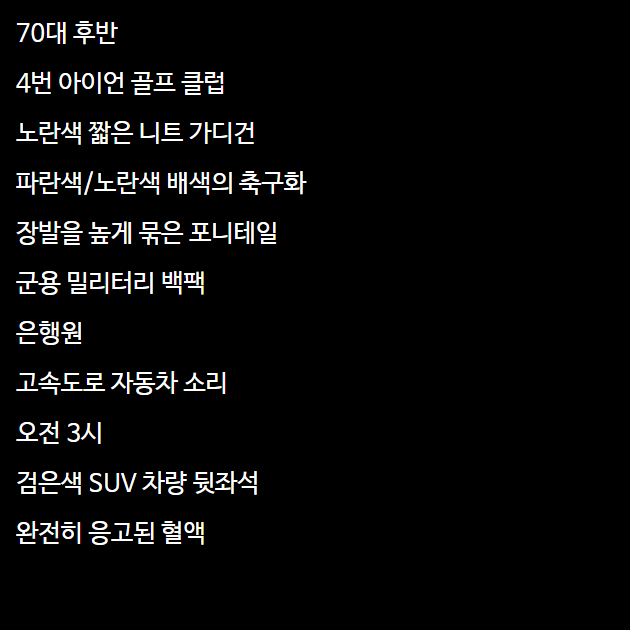 70대 후반
4번 아이언 골프 클럽
노란색 짧은 니트 가디건
파란색/노란색 배색의 축구화
장발을 높게 묶은 포니테일
군용 밀리터리 백팩
은행원
고속도로 자동차 소리
오전 3시
검은색 SUV 차량 뒷좌석
완전히 응고된 혈액